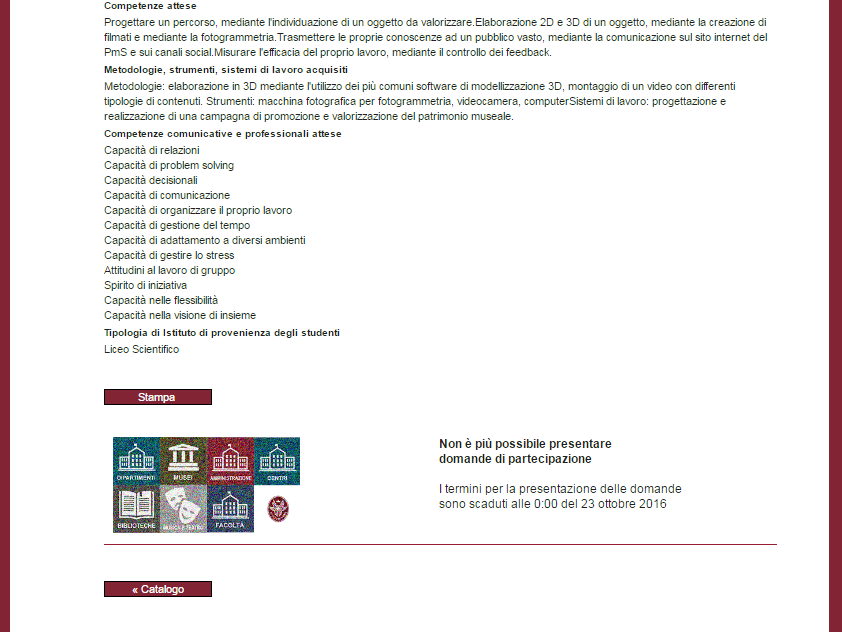 Competenze attese
Progettare un percorso, mediante l'individuazione di un oggetto da valorizzare.Elaborazione 2D e 3D di un oggetto, mediante la creazione di
filmati e mediante la fotogrammetria.Trasmettere le proprie conoscenze ad un pubblico vasto, mediante la comunicazione sul sito internet del
PmS e sui canali social.Misurare l'efficacia del proprio lavoro, mediante il controllo dei feedback.
Metodologie, strumenti, sistemi di lavoro acquisiti
Metodologie: elaborazione in 3D mediante l'utilizzo dei più comuni software di modellizzazione 3D, montaggio di un video con differenti
tipologie di contenuti. Strumenti: macchina fotografica per fotogrammetria, videocamera, computerSistemi di lavoro: progettazione e
realizzazione di una campagna di promozione e valorizzazione del patrimonio museale.
Competenze comunicative e professionali attese
Capacità di relazioni
Capacità di problem solving
Capacità decisionali
Capacità di comunicazione
Capacità di organizzare il proprio lavoro
Capacità di gestione del tempo
Capacità di adattamento a diversi ambienti
Capacità di gestire lo stress
Attitudini al lavoro di gruppo
Spirito di iniziativa
Capacità nelle flessibilità
Capacità nella visione di insieme
Tipologia di Istituto di provenienza degli studenti
Liceo Scientifico
Stampa
DIPARTIMENTI MUSEI AMMINISTRAZIONE CENTRI
BIBLIOTECHE MUSICA E TEATRO FACOLTÀ
Non è più possibile presentare
domande di partecipazione
I termini per la presentazione delle domande
sono scaduti alle 0:00 del 23 ottobre 2016
« Catalogo